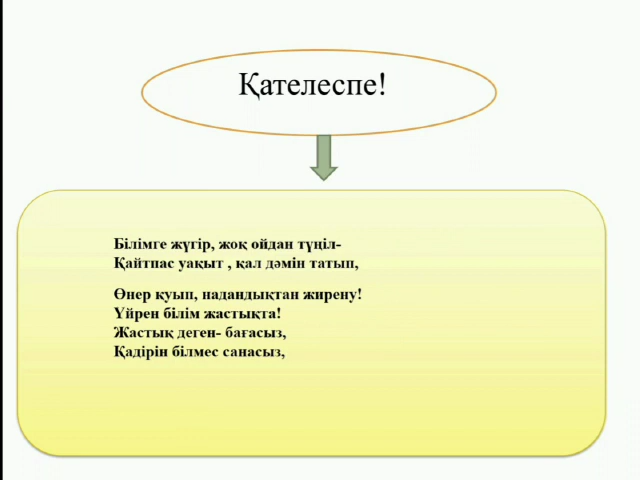 Қателеспе!
Білімге жүгір, жоқ ойдан түңіл-
Қайтпас уақыт , қал дәмін татып,
Өнер қуып, надандықтан жирену!
Үйрен білім жастықта!
Жастық деген- бағасыз,
Қадірін білмес санасыз,